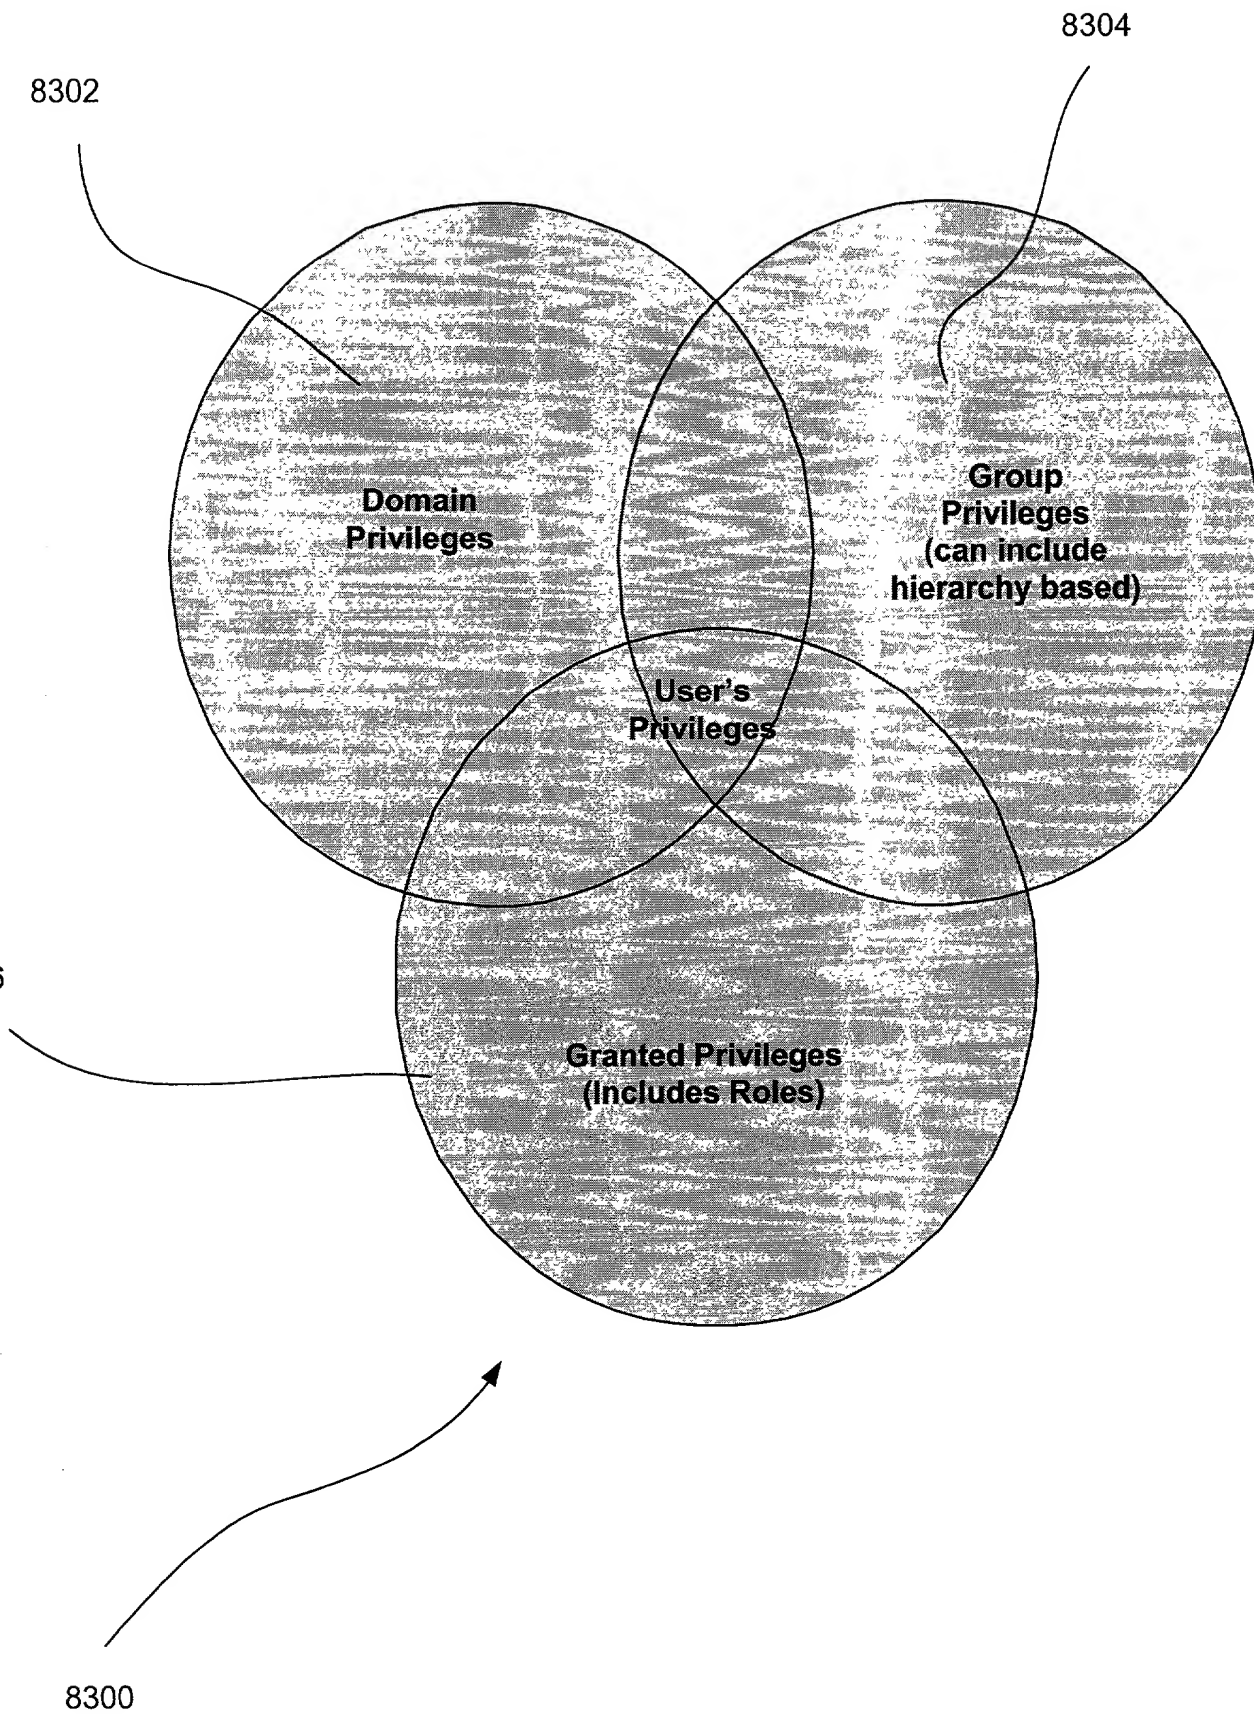 8304
8302
Domain
Privileges
Group
Privileges
(can include
hierarchy based)
User's
Privileges
6
Granted Privileges
(Includes Roles)
8300